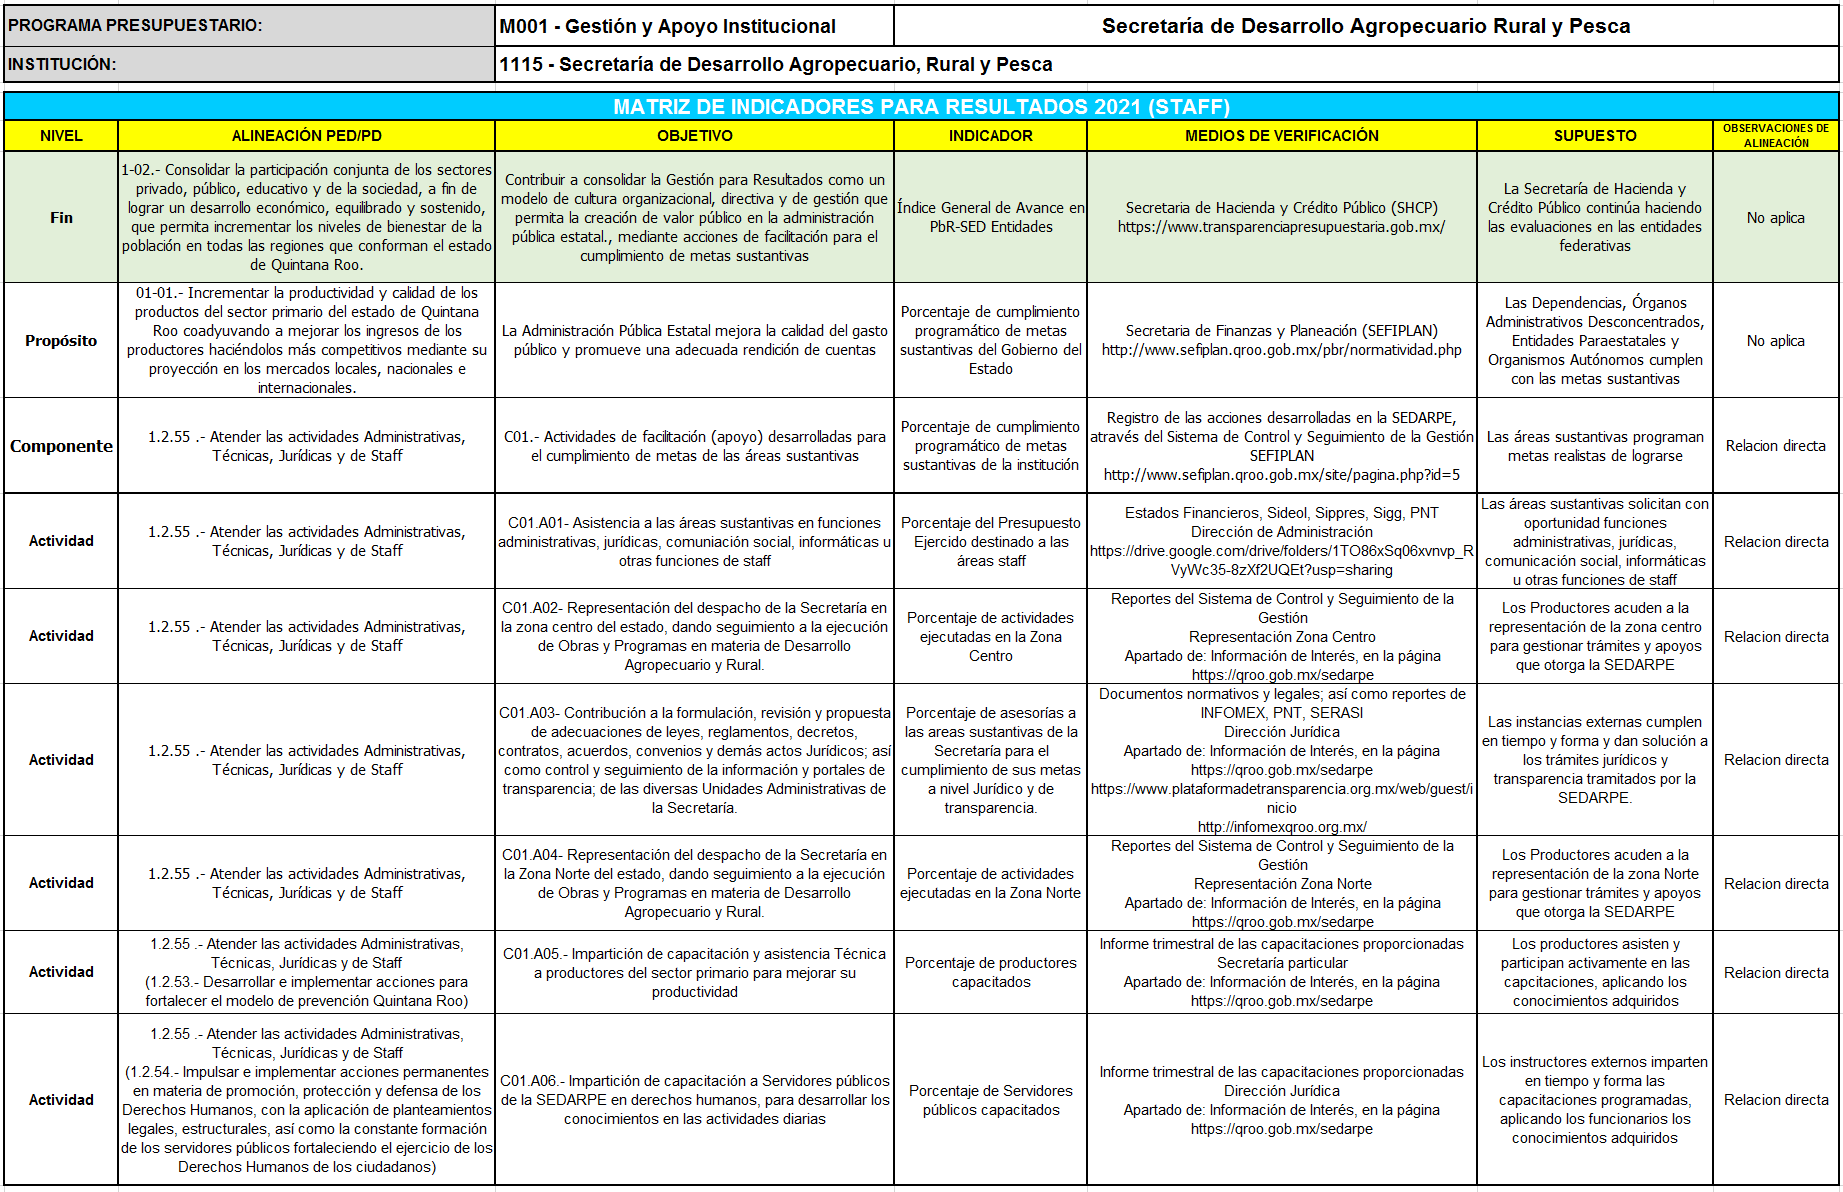 PROGRAMA PRESUPUESTARIO:
M001 - Gestión y Apoyo Institucional
Secretaría de Desarrollo Agropecuario Rural y Pesca
INSTITUCIÓN:
1115 - Secretaría de Desarrollo Agropecuario, Rural y Pesca
MATRIZ DE INDICADORES PARA RESULTADOS 2021 (STAFF)
NIVEL
ALINEACIÓN PED/PD
OBJETIVO
INDICADOR
MEDIOS DE VERIFICACIÓN
SUPUESTO
OBSERVACIONES DE
ALINEACIÓN
Fin
1-02.- Consolidar la participación conjunta de los sectores
privado, público, educativo y de la sociedad, a fin de
lograr un desarrollo económico, equilibrado y sostenido,
que permita incrementar los niveles de bienestar de la
población en todas las regiones que conforman el estado
de Quintana Roo.
Contribuir a consolidar la Gestión para Resultados como un
modelo de cultura organizacional, directiva y de gestión que
permita la creación de valor público en la administración
pública estatal., mediante acciones de facilitación para el
cumplimiento de metas sustantivas
Índice General de Avance en
PbR-SED Entidades
Secretaria de Hacienda y Crédito Público (SHCP)
https://www.transparenciapresupuestaria.gob.mx/
La Secretaría de Hacienda y
Crédito Público continúa haciendo
las evaluaciones en las entidades
federativas
No aplica
Propósito
01-01.- Incrementar la productividad y calidad de los
productos del sector primario del estado de Quintana
Roo coadyuvando a mejorar los ingresos de los
productores haciéndolos más competitivos mediante su
proyección en los mercados locales, nacionales e
internacionales.
La Administración Pública Estatal mejora la calidad del gasto
público y promueve una adecuada rendición de cuentas
Porcentaje de cumplimiento
programático de metas
sustantivas del Gobierno del
Estado
Secretaria de Finanzas y Planeación (SEFIPLAN)
http://www.sefiplan.qroo.gob.mx/pbr/normatividad.php
Las Dependencias, Órganos
Administrativos Desconcentrados,
Entidades Paraestatales y
Organismos Autónomos cumplen
con las metas sustantivas
No aplica
Componente
1.2.55 .- Atender las actividades Administrativas,
Técnicas, Jurídicas y de Staff
C01.- Actividades de facilitación (apoyo) desarrolladas para
el cumplimiento de metas de las áreas sustantivas
Porcentaje de cumplimiento
programático de metas
sustantivas de la institución
Registro de las acciones desarrolladas en la SEDARPE,
através del Sistema de Control y Seguimiento de la Gestión
SEFIPLAN
http://www.sefiplan.qroo.gob.mx/site/pagina.php?id=5
Las áreas sustantivas programan
metas realistas de lograrse
Relacion directa
Actividad
1.2.55 .- Atender las actividades Administrativas,
Técnicas, Jurídicas y de Staff
C01.A01- Asistencia a las áreas sustantivas en funciones
administrativas, jurídicas, comuniación social, informáticas u
otras funciones de staff
Porcentaje del Presupuesto
Ejercido destinado a las
áreas staff
Estados Financieros, Sideol, Sippres, Sigg, PNT
Dirección de Administración
https://drive.google.com/drive/folders/1TO86xSq06xvnvp_R
VyWc35-8zXf2UQEt?usp=sharing
Las áreas sustantivas solicitan con
oportunidad funciones
administrativas, jurídicas,
comunicación social, informáticas
u otras funciones de staff
Relacion directa
Actividad
1.2.55 .- Atender las actividades Administrativas,
Técnicas, Jurídicas y de Staff
C01.A02- Representación del despacho de la Secretaría en
la zona centro del estado, dando seguimiento a la ejecución
de Obras y Programas en materia de Desarrollo
Agropecuario y Rural.
Porcentaje de actividades
ejecutadas en la Zona
Centro
Reportes del Sistema de Control y Seguimiento de la
Gestión
Representación Zona Centro
Apartado de: Información de Interés, en la página
https://qroo.gob.mx/sedarpe
Los Productores acuden a la
representación de la zona centro
para gestionar trámites y apoyos
que otorga la SEDARPE
Relacion directa
Actividad
1.2.55 .- Atender las actividades Administrativas,
Técnicas, Jurídicas y de Staff
C01.A03- Contribución a la formulación, revisión y propuesta
de adecuaciones de leyes, reglamentos, decretos,
contratos, acuerdos, convenios y demás actos Jurídicos; así
como control y seguimiento de la información y portales de
transparencia; de las diversas Unidades Administrativas de
la Secretaría.
Porcentaje de asesorías a
las areas sustantivas de la
Secretaría para el
cumplimiento de sus metas
a nivel Jurídico y de
transparencia.
Documentos normativos y legales; así como reportes de
INFOMEX, PNT, SERASI
Dirección Jurídica
Apartado de: Información de Interés, en la página
https://qroo.gob.mx/sedarpe
https://www.plataformadetransparencia.org.mx/web/guest/i
nicio
http://infomexqroo.org.mx/
Las instancias externas cumplen
en tiempo y forma y dan solución a
los trámites jurídicos y
transparencia tramitados por la
SEDARPE.
Relacion directa
Actividad
1.2.55 .- Atender las actividades Administrativas,
Técnicas, Jurídicas y de Staff
C01.A04- Representación del despacho de la Secretaría en
la Zona Norte del estado, dando seguimiento a la ejecución
de Obras y Programas en materia de Desarrollo
Agropecuario y Rural.
Porcentaje de actividades
ejecutadas en la Zona Norte
Reportes del Sistema de Control y Seguimiento de la
Gestión
Representación Zona Norte
Apartado de: Información de Interés, en la página
https://qroo.gob.mx/sedarpe
Los Productores acuden a la
representación de la zona Norte
para gestionar trámites y apoyos
que otorga la SEDARPE
Relacion directa
Actividad
1.2.55 .- Atender las actividades Administrativas,
Técnicas, Jurídicas y de Staff
(1.2.53.- Desarrollar e implementar acciones para
fortalecer el modelo de prevención Quintana Roo)
C01.A05.- Impartición de capacitación y asistencia Técnica
a productores del sector primario para mejorar su
productividad
Porcentaje de productores
capacitados
Informe trimestral de las capacitaciones proporcionadas
Secretaría particular
Apartado de: Información de Interés, en la página
https://qroo.gob.mx/sedarpe
Los productores asisten y
participan activamente en las
capcitaciones, aplicando los
conocimientos adquiridos
Relacion directa
Actividad
1.2.55 .- Atender las actividades Administrativas,
Técnicas, Jurídicas y de Staff
(1.2.54.- Impulsar e implementar acciones permanentes
en materia de promoción, protección y defensa de los
Derechos Humanos, con la aplicación de planteamientos
legales, estructurales, así como la constante formación
de los servidores públicos fortaleciendo el ejercicio de los
Derechos Humanos de los ciudadanos)
C01.A06.- Impartición de capacitación a Servidores públicos
de la SEDARPE en derechos humanos, para desarrollar los
conocimientos en las actividades diarias
Porcentaje de Servidores
públicos capacitados
Informe trimestral de las capacitaciones proporcionadas
Dirección Jurídica
Apartado de: Información de Interés, en la página
https://qroo.gob.mx/sedarpe
Los instructores externos imparten
en tiempo y forma las
capacitaciones programadas,
aplicando los funcionarios los
conocimientos adquiridos
Relacion directa